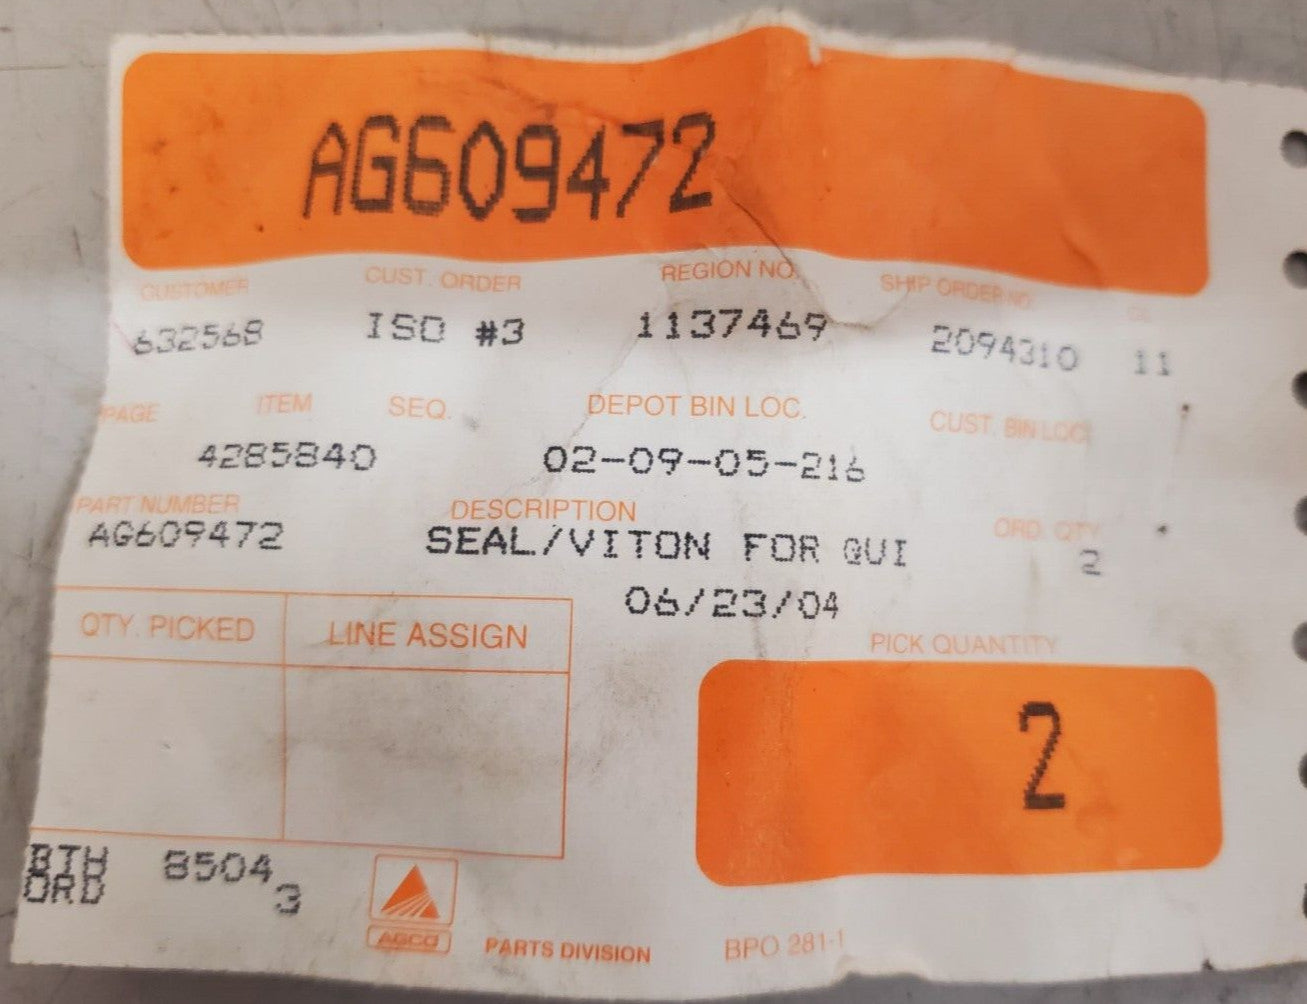 AG609472
CUSTOMER CUST. ORDER REGION NO. SHIP ORDER NO.
632568 ISO #3 1137469 2094310 11
PAGE ITEM SEQ. DEPOT BIN LOC. CUST. BIN LOC.
4285840 02-09-05-216
PART NUMBER DESCRIPTION ORD. QTY
AG609472 SEAL/VITON FOR QUI 2
06/23/04
QTY. PICKED LINE ASSIGN PICK QUANTITY
2
BTH 8504
ORD 3
AGCO PARTS DIVISION BPO 281-1